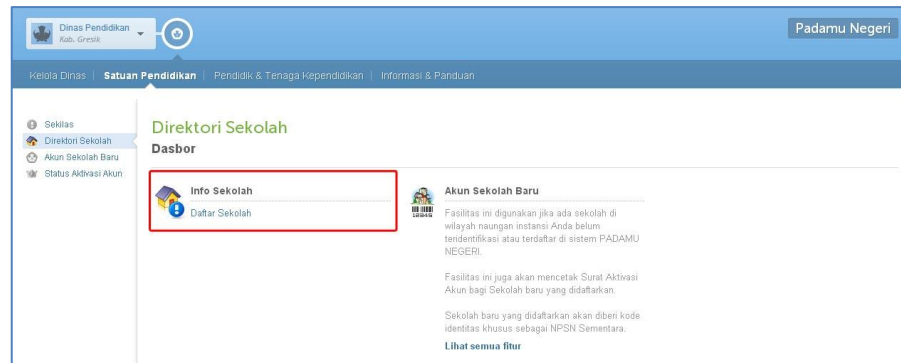 Dinas Pendidikan
Kab. Gresik
Padamu Negeri
Kelola Dinas | Satuan Pendidikan | Pendidik & Tenaga Kependidikan | Informasi & Panduan
Sekilas
Direktori Sekolah
Akun Sekolah Baru
Status Aktivasi Akun
Direktori Sekolah
Dasbor
Info Sekolah
Daftar Sekolah
12345
Akun Sekolah Baru
Fasilitas ini digunakan jika ada sekolah di
wilayah naungan instansi Anda belum
teridentifikasi atau terdaftar di sistem PADAMU
NEGERI.
Fasilitas ini juga akan mencetak Surat Aktivasi
Akun bagi Sekolah baru yang didaftarkan.
Sekolah baru yang didaftarkan akan diberi kode
identitas khusus sebagai NPSN Sementara.
Lihat semua fitur